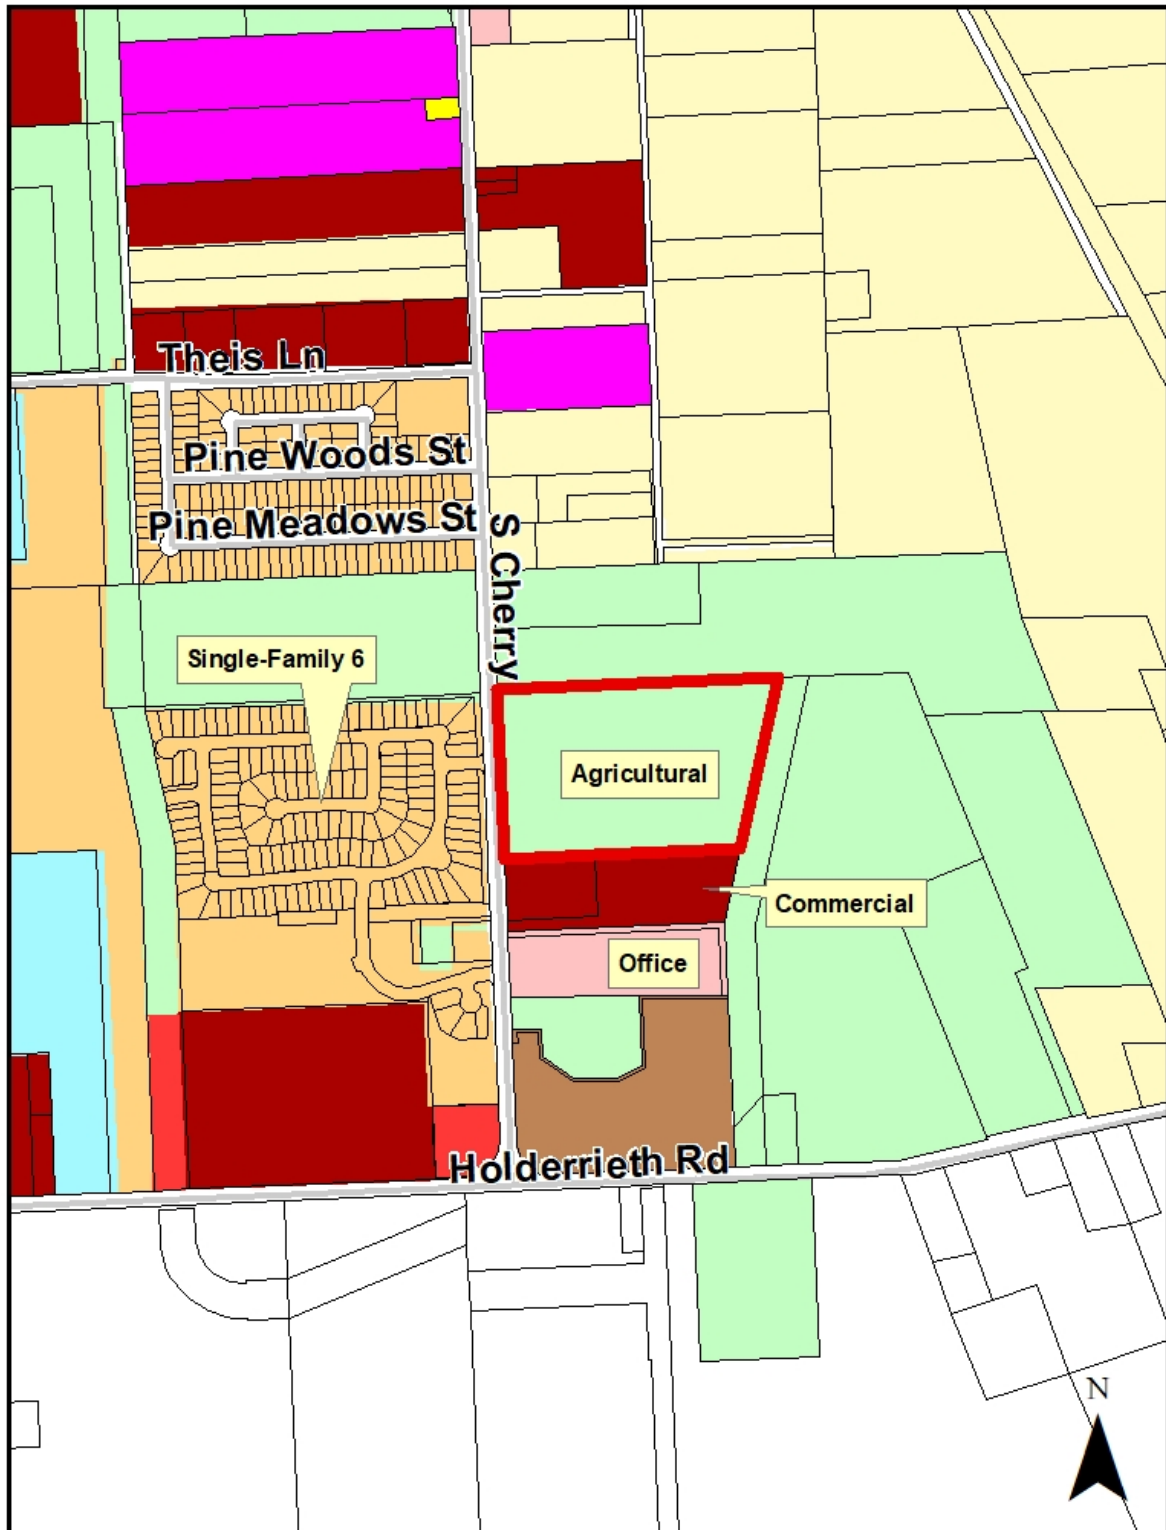 Theis Ln
Pine Woods St
Pine Meadows St
S Cherry
Single-Family 6
Agricultural
Commercial
Office
Holderrieth Rd
N